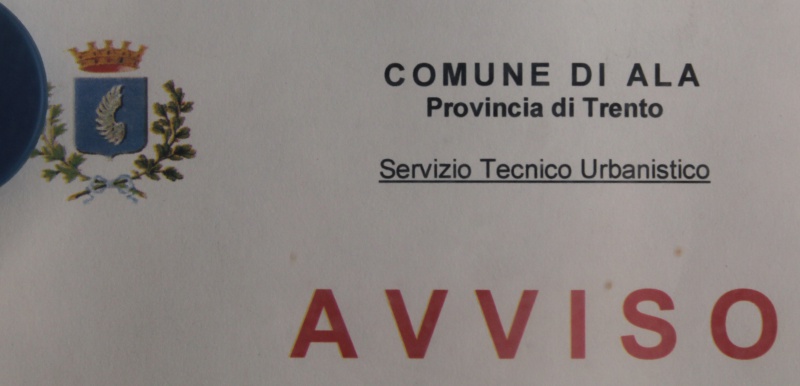 COMUNE DI ALA
Provincia di Trento
Servizio Tecnico Urbanistico
AVVISO